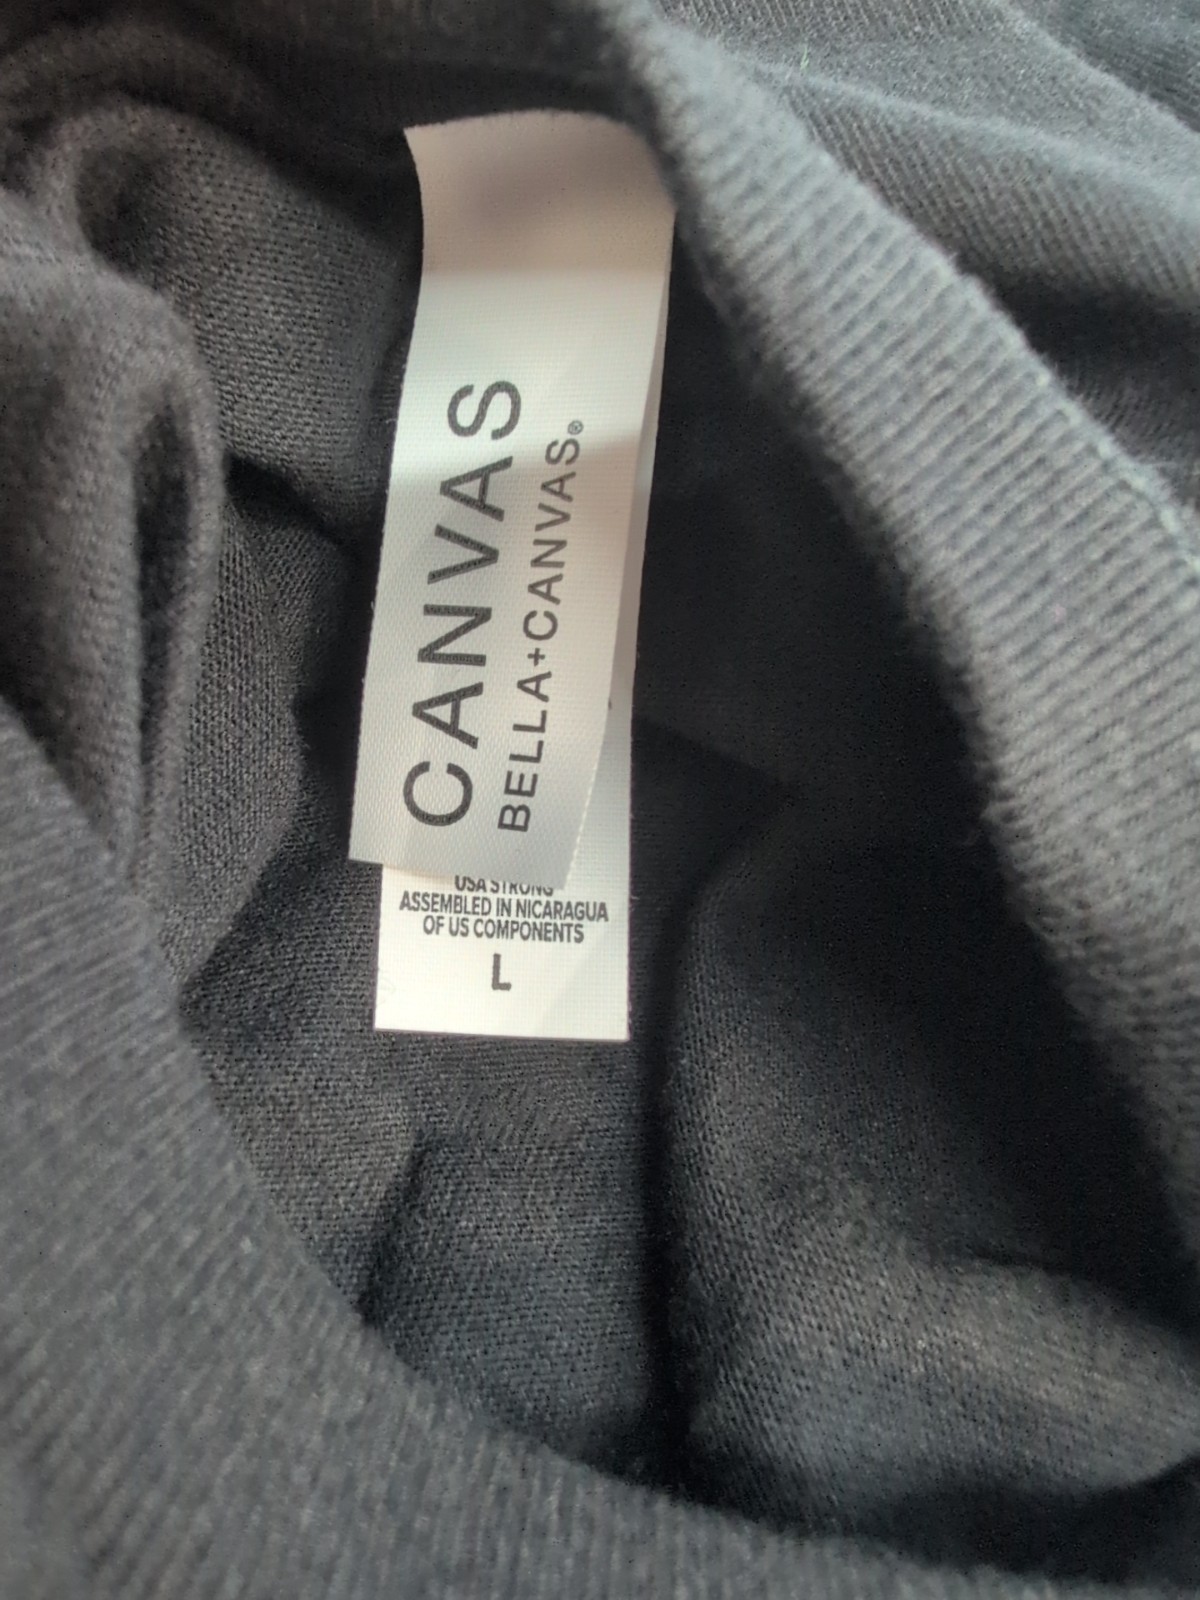 CANVAS
BELLA+CANVAS®
USA STRONG
ASSEMBLED IN NICARAGUA
OF US COMPONENTS
L